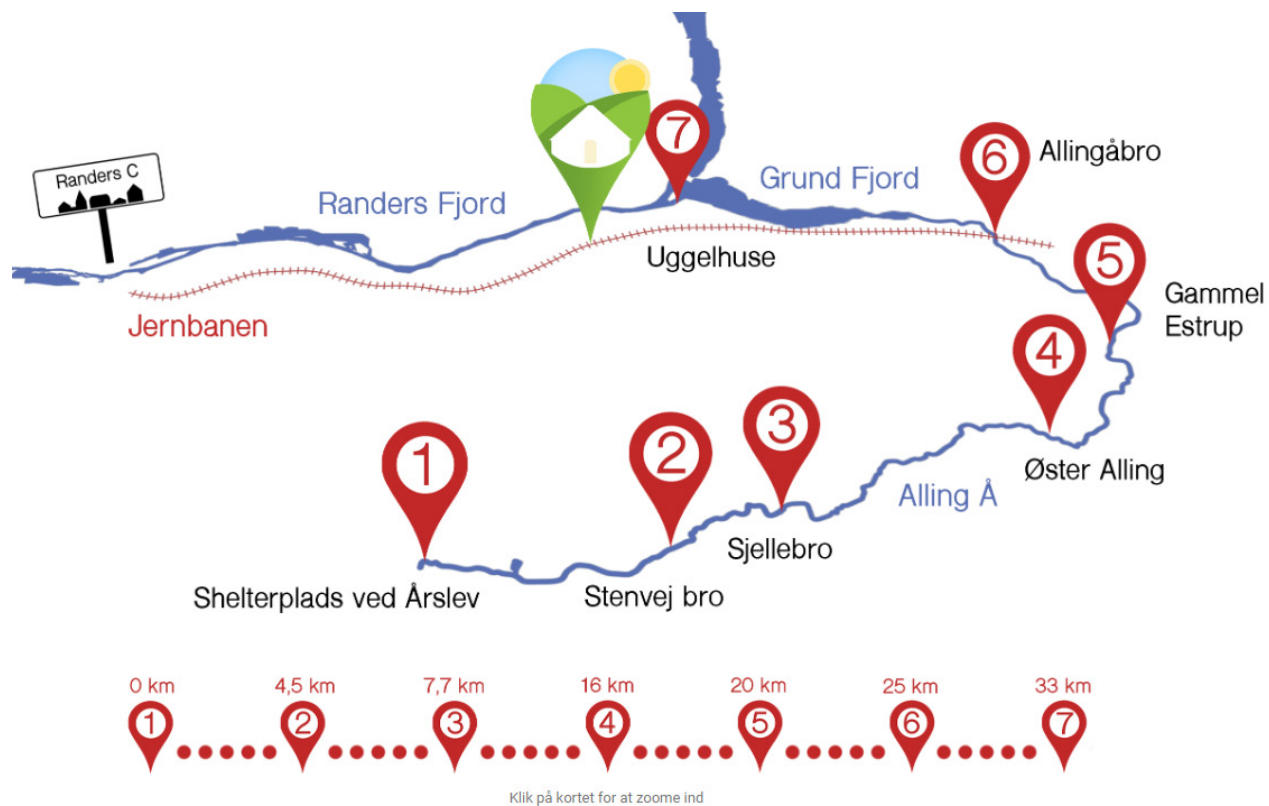 7
6
Allingåbro
Randers C
Grund Fjord
Randers Fjord
Uggelhuse
5
Gammel
Estrup
Jernbanen
4
3
2
1
Øster Alling
Alling Å
Sjellebro
Shelterplads ved Årslev
Stenvej bro
0 km
4,5 km
7,7 km
16 km
20 km
25 km
33 km
1
2
3
4
5
6
7
Klik på kortet for at zoome ind